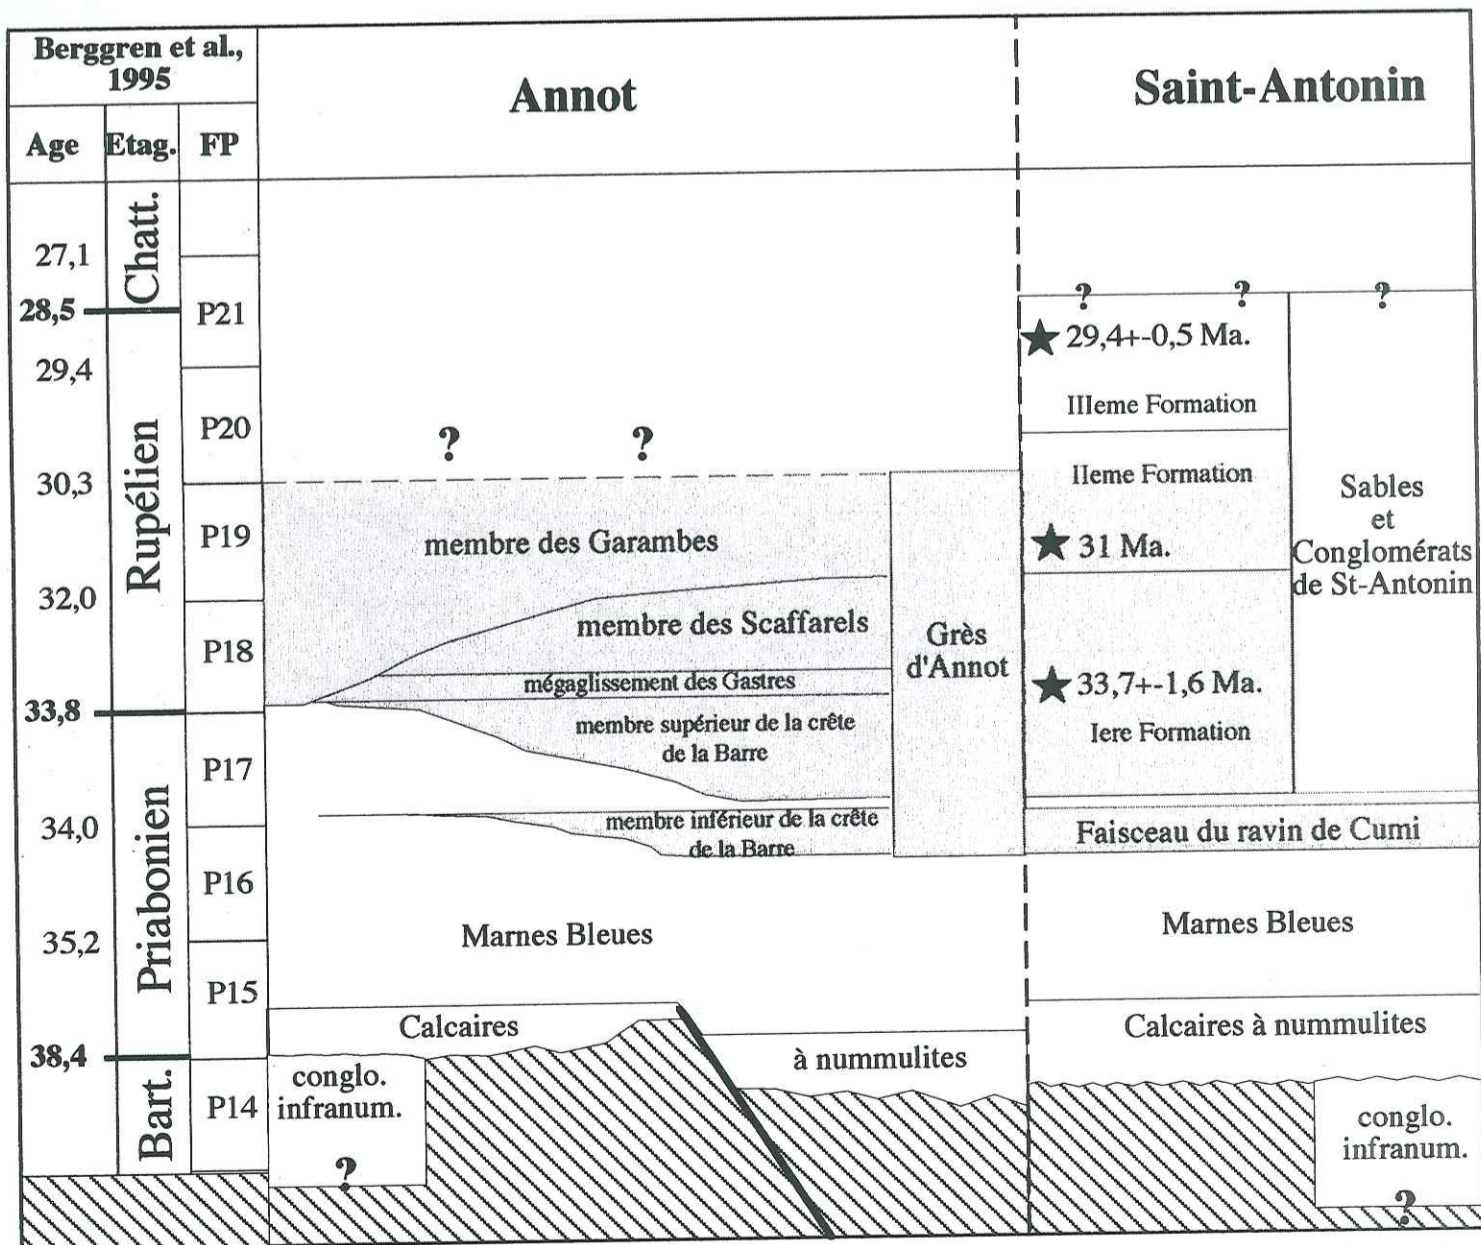 Berggren et al.,
1995
Annot
Saint-Antonin
Age
Etag.
FP
Chatt.
27,1
28,5
P21
29,4
Rupélien
P20
30,3
P19
32,0
P18
33,8
Priabonien
P17
34,0
P16
35,2
P15
38,4
Bart.
P14
? ?
membre des Garambes
membre des Scaffarels
mégaglissement des Gastres
membre supérieur de la crête
de la Barre
membre inférieur de la crête
de la Barre
Grès
d'Annot
Marnes Bleues
Calcaires
à nummulites
conglo.
infranum.
?
? ? ?
★ 29,4+-0,5 Ma.
IIIeme Formation
IIeme Formation
★ 31 Ma.
★ 33,7+-1,6 Ma.
Iere Formation
Sables
et
Conglomérats
de St-Antonin
Faisceau du ravin de Cumi
Marnes Bleues
Calcaires à nummulites
conglo.
infranum.
?